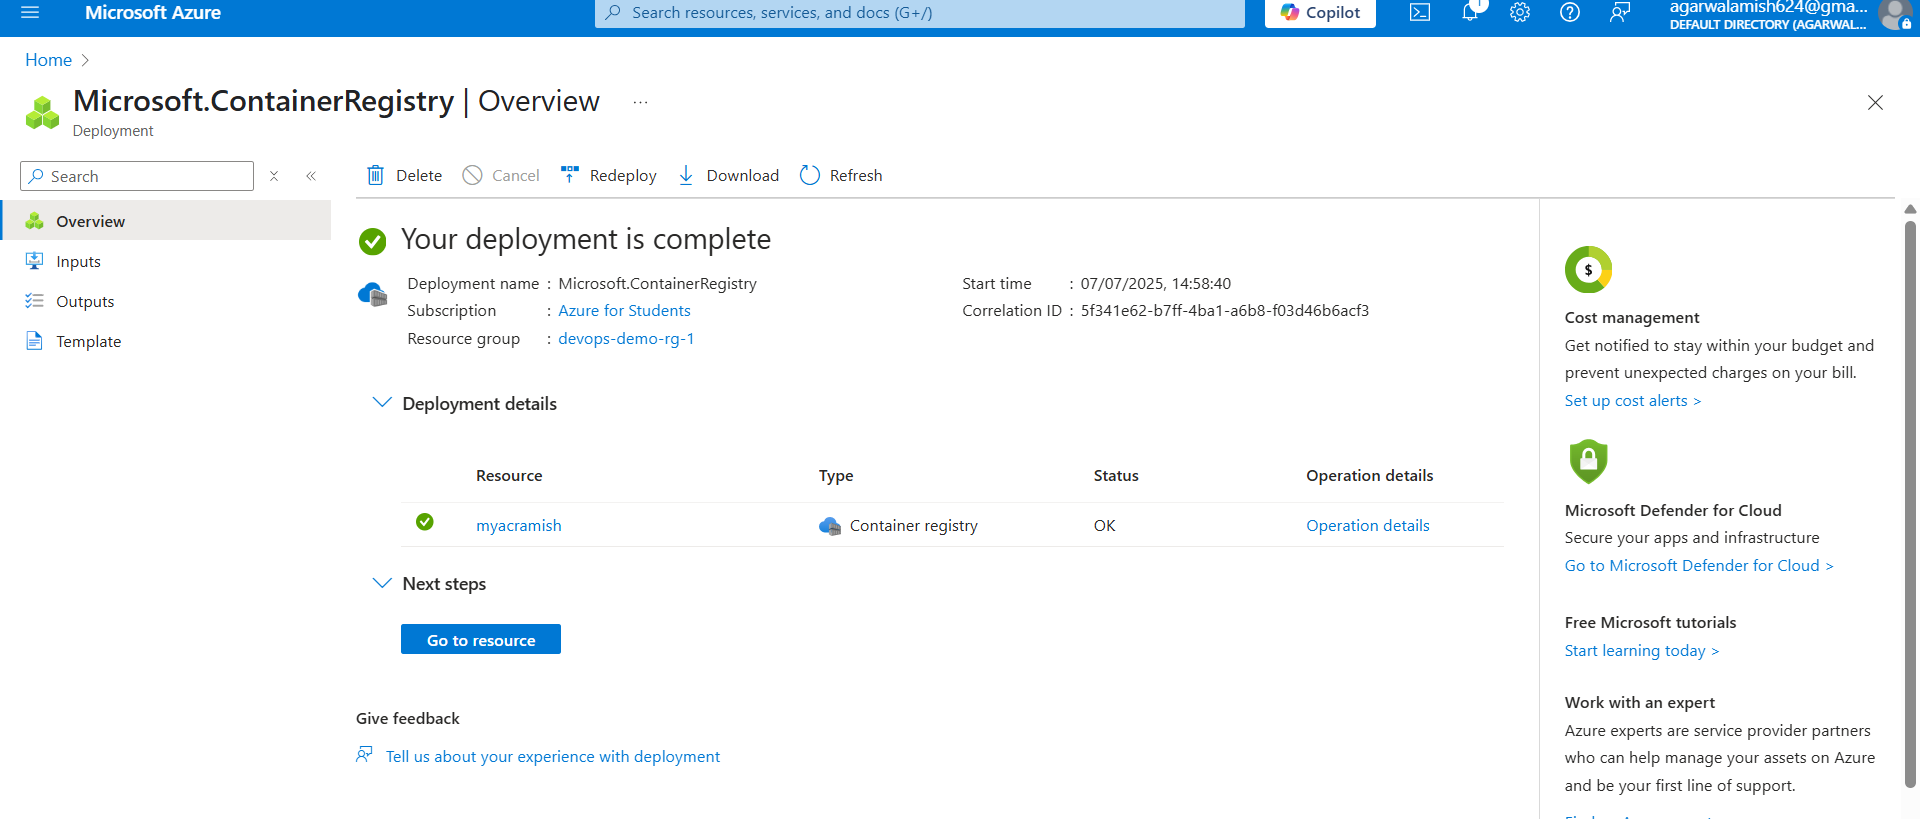 Microsoft Azure
Search resources, services, and docs (G+/)
Copilot
1
agarwalamish624@gma...
DEFAULT DIRECTORY (AGARWAL...
Home
Microsoft.ContainerRegistry | Overview ...
Deployment
Search
Delete
Cancel
Redeploy
Download
Refresh
Overview
Inputs
Outputs
Template
Your deployment is complete
Deployment name : Microsoft.ContainerRegistry
Subscription : Azure for Students
Resource group : devops-demo-rg-1
Start time : 07/07/2025, 14:58:40
Correlation ID : 5f341e62-b7ff-4ba1-a6b8-f03d46b6acf3
Deployment details
Resource Type Status Operation details
myacramish Container registry OK Operation details
Next steps
Go to resource
Give feedback
Tell us about your experience with deployment
$
Cost management
Get notified to stay within your budget and
prevent unexpected charges on your bill.
Set up cost alerts >
Microsoft Defender for Cloud
Secure your apps and infrastructure
Go to Microsoft Defender for Cloud >
Free Microsoft tutorials
Start learning today >
Work with an expert
Azure experts are service provider partners
who can help manage your assets on Azure
and be your first line of support.